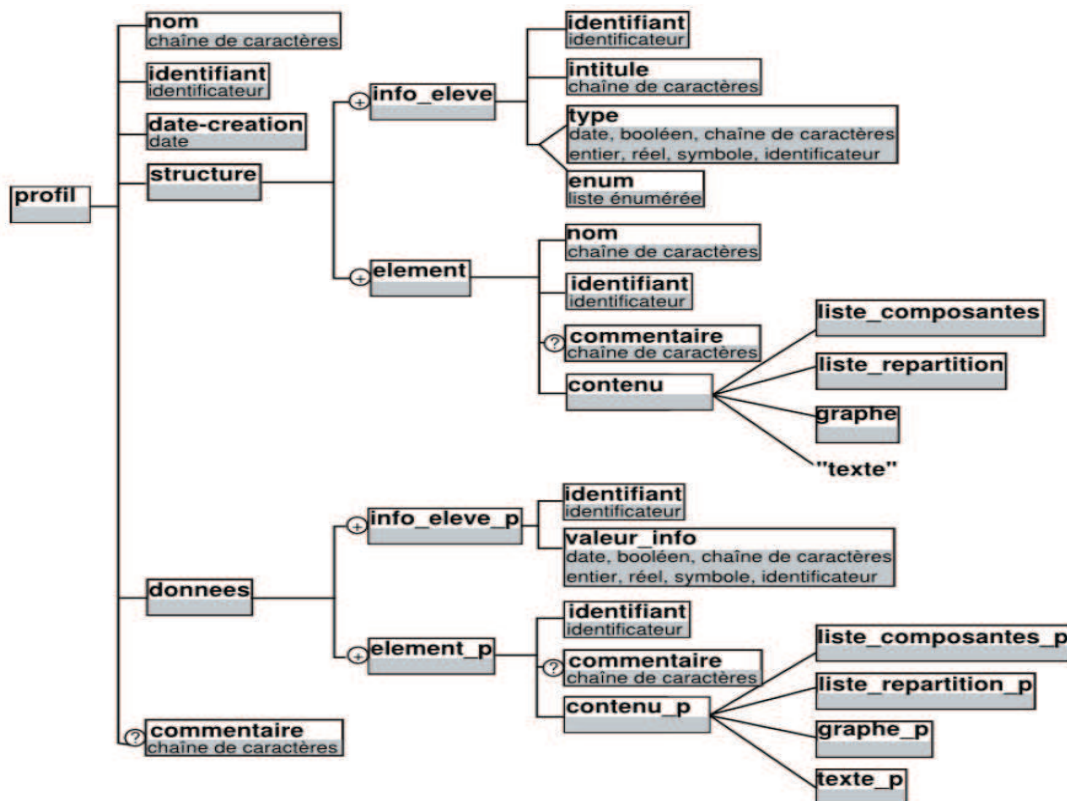 profil
nom
chaîne de caractères
identifiant
identificateur
date-creation
date
structure
+ info_eleve
identifiant
identificateur
intitule
chaîne de caractères
type
date, booléen, chaîne de caractères
entier, réel, symbole, identificateur
enum
liste énumérée
+ element
nom
chaîne de caractères
identifiant
identificateur
? commentaire
chaîne de caractères
contenu
liste_composantes
liste_repartition
graphe
"texte"
donnees
+ info_eleve_p
identifiant
identificateur
valeur_info
date, booléen, chaîne de caractères
entier, réel, symbole, identificateur
+ element_p
identifiant
identificateur
? commentaire
chaîne de caractères
contenu_p
liste_composantes_p
liste_repartition_p
graphe_p
texte_p
? commentaire
chaîne de caractères